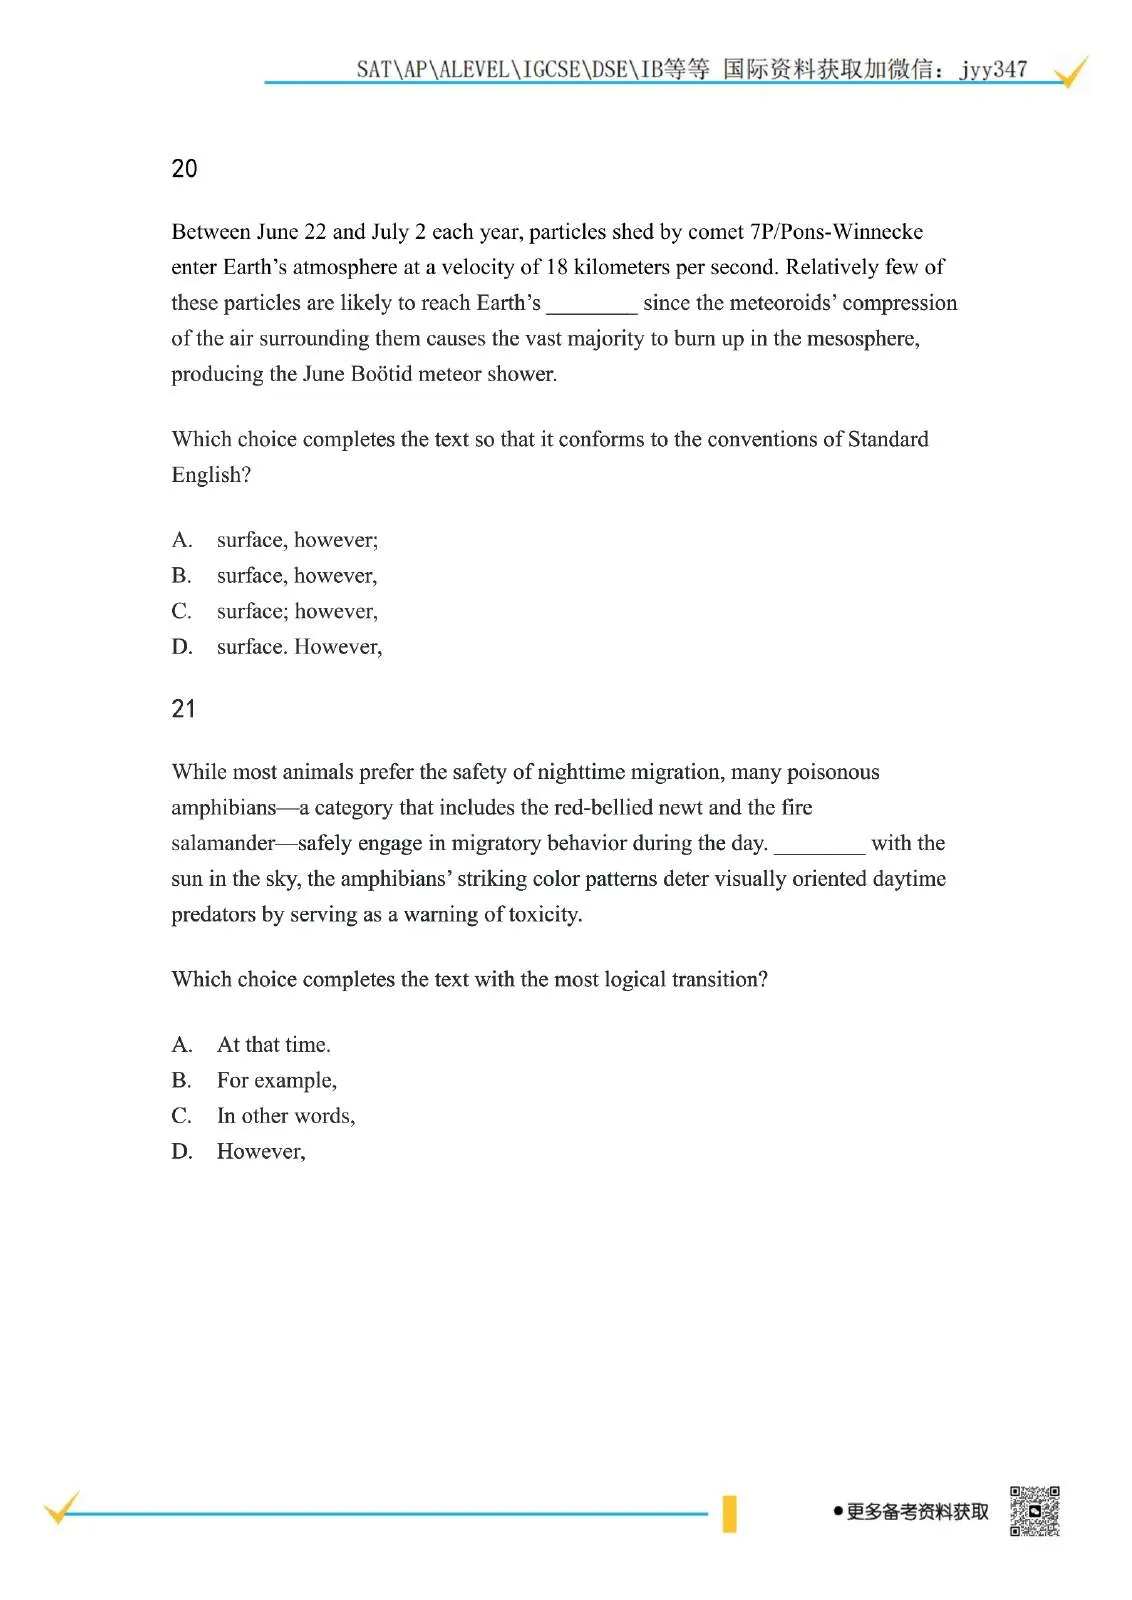 SAT\AP\ALEVEL\IGCSE\DSE\IB等等 国际资料获取加微信：jyy347
20
Between June 22 and July 2 each year, particles shed by comet 7P/Pons-Winnecke
enter Earth’s atmosphere at a velocity of 18 kilometers per second. Relatively few of
these particles are likely to reach Earth’s ________ since the meteoroids’ compression
of the air surrounding them causes the vast majority to burn up in the mesosphere,
producing the June Boötid meteor shower.
Which choice completes the text so that it conforms to the conventions of Standard
English?
A. surface, however;
B. surface, however,
C. surface; however,
D. surface. However,
21
While most animals prefer the safety of nighttime migration, many poisonous
amphibians—a category that includes the red-bellied newt and the fire
salamander—safely engage in migratory behavior during the day. ________ with the
sun in the sky, the amphibians’ striking color patterns deter visually oriented daytime
predators by serving as a warning of toxicity.
Which choice completes the text with the most logical transition?
A. At that time.
B. For example,
C. In other words,
D. However,
●更多备考资料获取